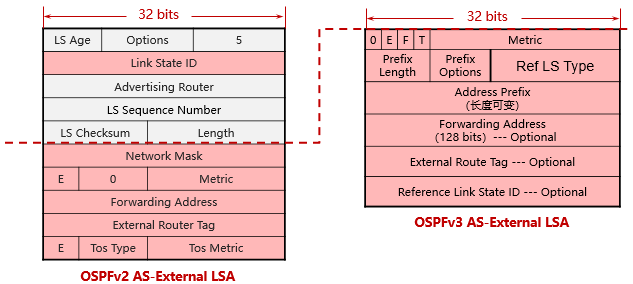 32 bits
LS Age Options 5
Link State ID
Advertising Router
LS Sequence Number
LS Checksum Length
Network Mask
E 0 Metric
Forwarding Address
External Router Tag
E Tos Type Tos Metric
OSPFv2 AS-External LSA
32 bits
0 E F T Metric
Prefix Length Prefix Options Ref LS Type
Address Prefix
(长度可变)
Forwarding Address
(128 bits) --- Optional
External Route Tag --- Optional
Reference Link State ID --- Optional
OSPFv3 AS-External LSA